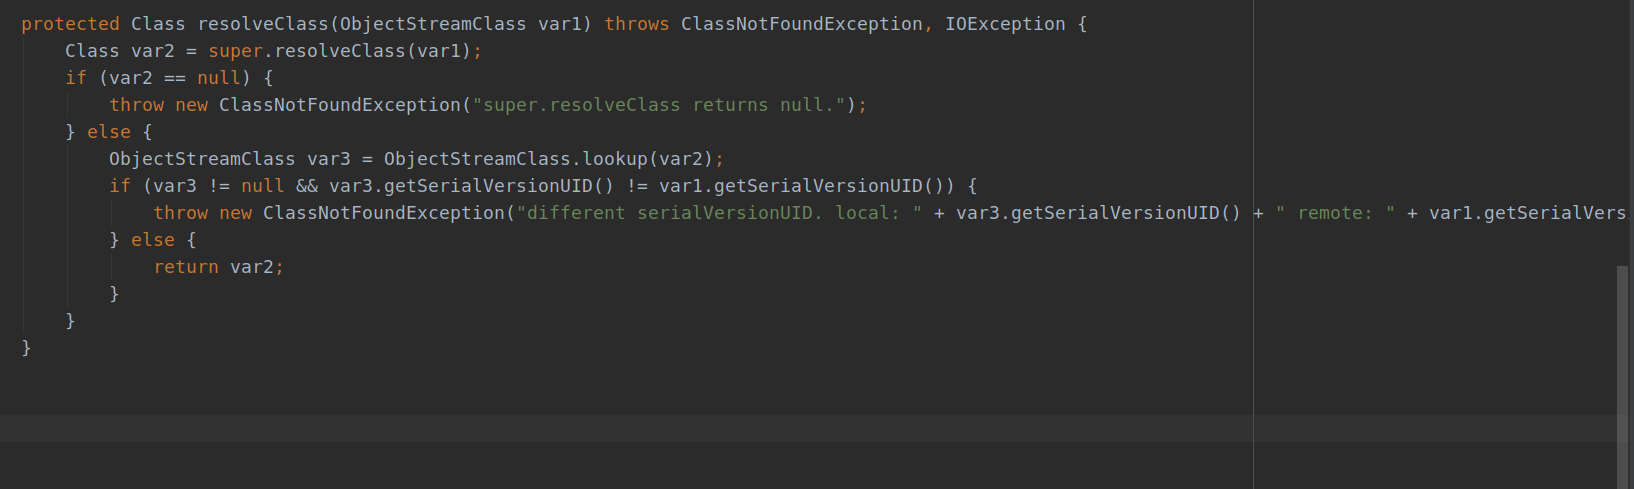 protected Class resolveClass(ObjectStreamClass var1) throws ClassNotFoundException, IOException {
    Class var2 = super.resolveClass(var1);
    if (var2 == null) {
        throw new ClassNotFoundException("super.resolveClass returns null.");
    } else {
        ObjectStreamClass var3 = ObjectStreamClass.lookup(var2);
        if (var3 != null && var3.getSerialVersionUID() != var1.getSerialVersionUID()) {
            throw new ClassNotFoundException("different serialVersionUID. local: " + var3.getSerialVersionUID() + " remote: " + var1.getSerialVers
        } else {
            return var2;
        }
    }
}